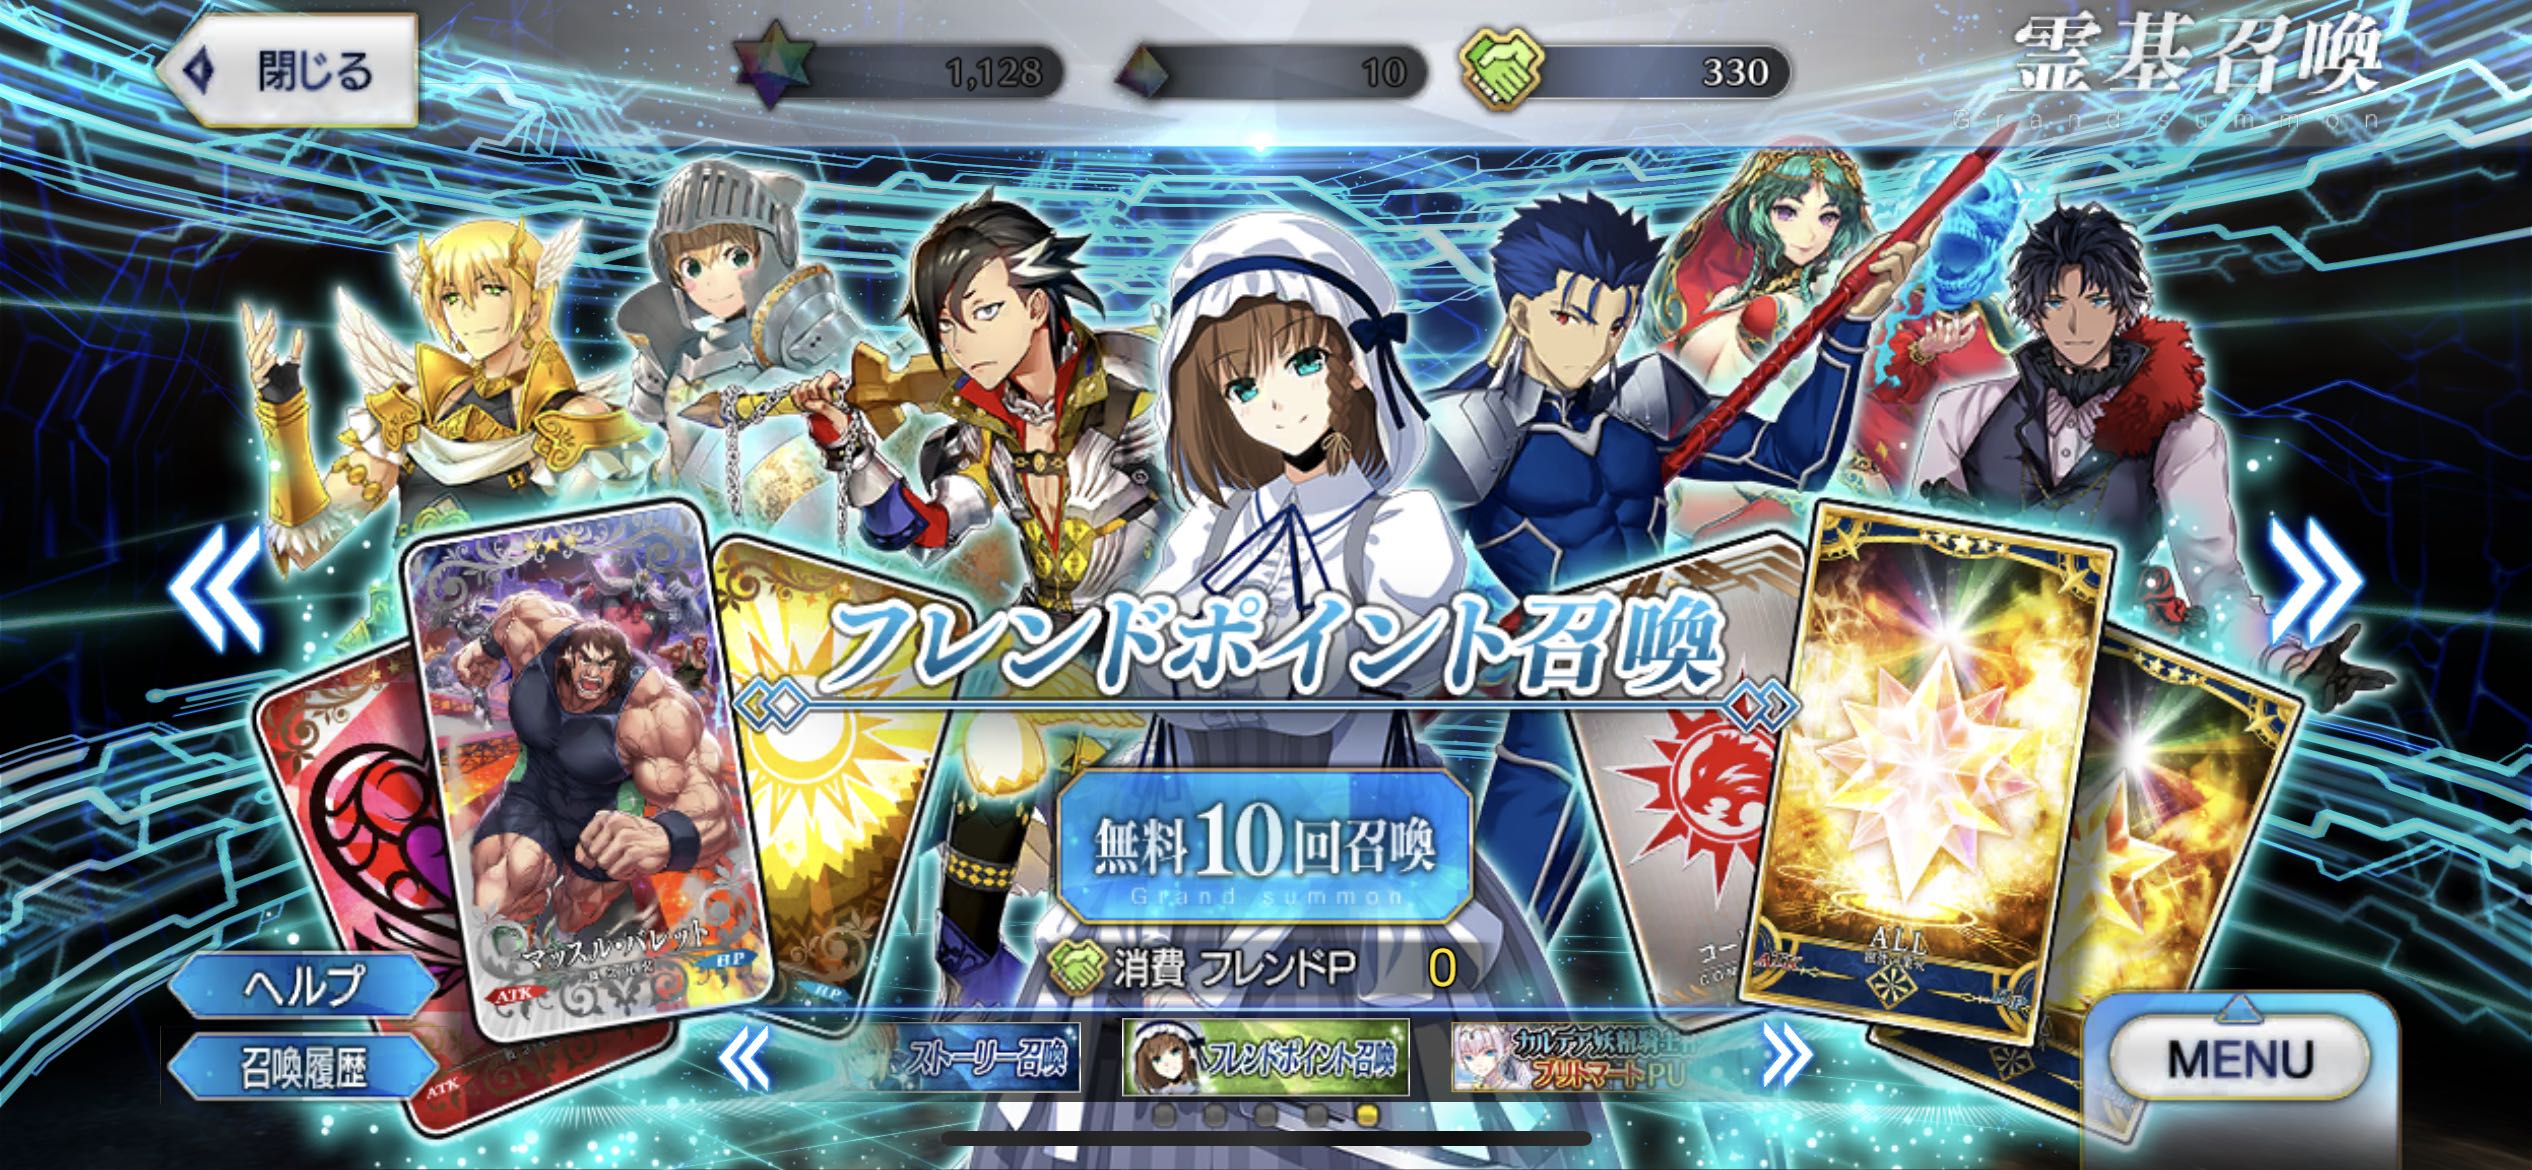 閉じる
1,128
10
330
霊基召喚
Grand summon
フレンドポイント召喚
マッスル・バレット
ATK
HP
HP
ALL
無料10回召喚
Grand summon
消費 フレンドP 0
ヘルプ
召喚履歴
ATK
ストーリー召喚
フレンドポイント召喚
カルデア妖精騎士杯
ブリトマートPU
MENU